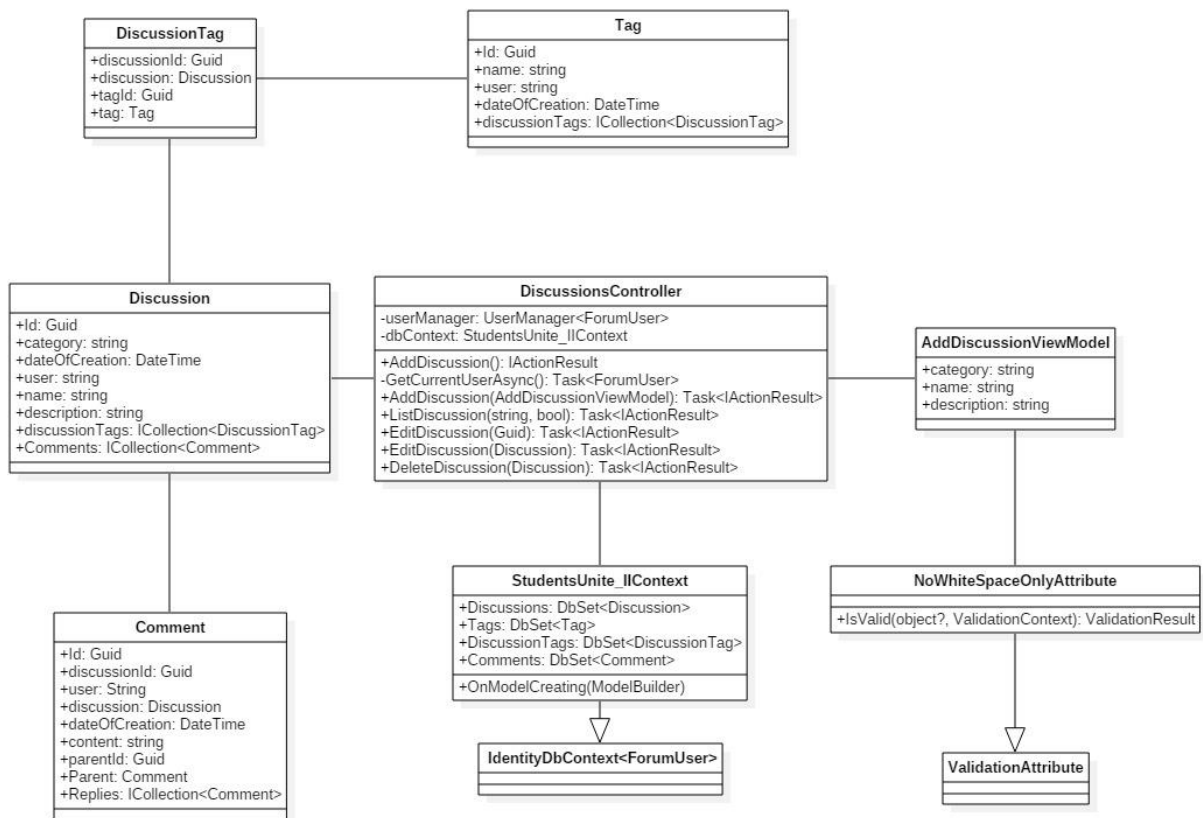 DiscussionTag
+discussionId: Guid
+discussion: Discussion
+tagId: Guid
+tag: Tag
Tag
+Id: Guid
+name: string
+user: string
+dateOfCreation: DateTime
+discussionTags: ICollection<DiscussionTag>
Discussion
+Id: Guid
+category: string
+dateOfCreation: DateTime
+user: string
+name: string
+description: string
+discussionTags: ICollection<DiscussionTag>
+Comments: ICollection<Comment>
DiscussionsController
-userManager: UserManager<ForumUser>
-dbContext: StudentsUnite_IIContext
+AddDiscussion(): IActionResult
-GetCurrentUserAsync(): Task<ForumUser>
+AddDiscussion(AddDiscussionViewModel): Task<IActionResult>
+ListDiscussion(string, bool): Task<IActionResult>
+EditDiscussion(Guid): Task<IActionResult>
+EditDiscussion(Discussion): Task<IActionResult>
+DeleteDiscussion(Discussion): Task<IActionResult>
AddDiscussionViewModel
+category: string
+name: string
+description: string
Comment
+Id: Guid
+discussionId: Guid
+user: String
+discussion: Discussion
+dateOfCreation: DateTime
+content: string
+parentId: Guid
+Parent: Comment
+Replies: ICollection<Comment>
StudentsUnite_IIContext
+Discussions: DbSet<Discussion>
+Tags: DbSet<Tag>
+DiscussionTags: DbSet<DiscussionTag>
+Comments: DbSet<Comment>
+OnModelCreating(ModelBuilder)
IdentityDbContext<ForumUser>
NoWhiteSpaceOnlyAttribute
+IsValid(object?, ValidationContext): ValidationResult
ValidationAttribute